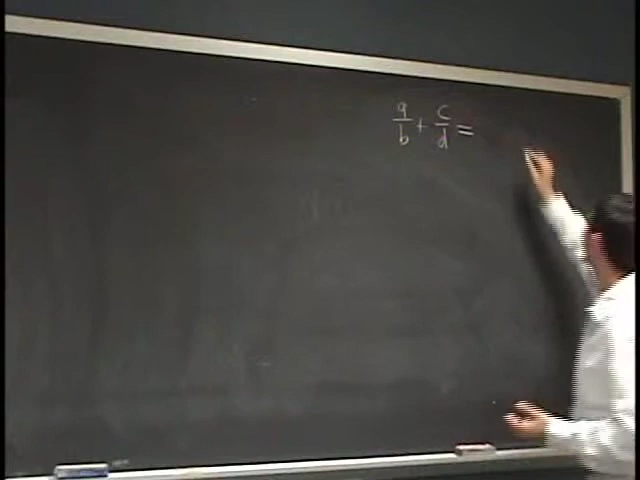 a/b + c/d =